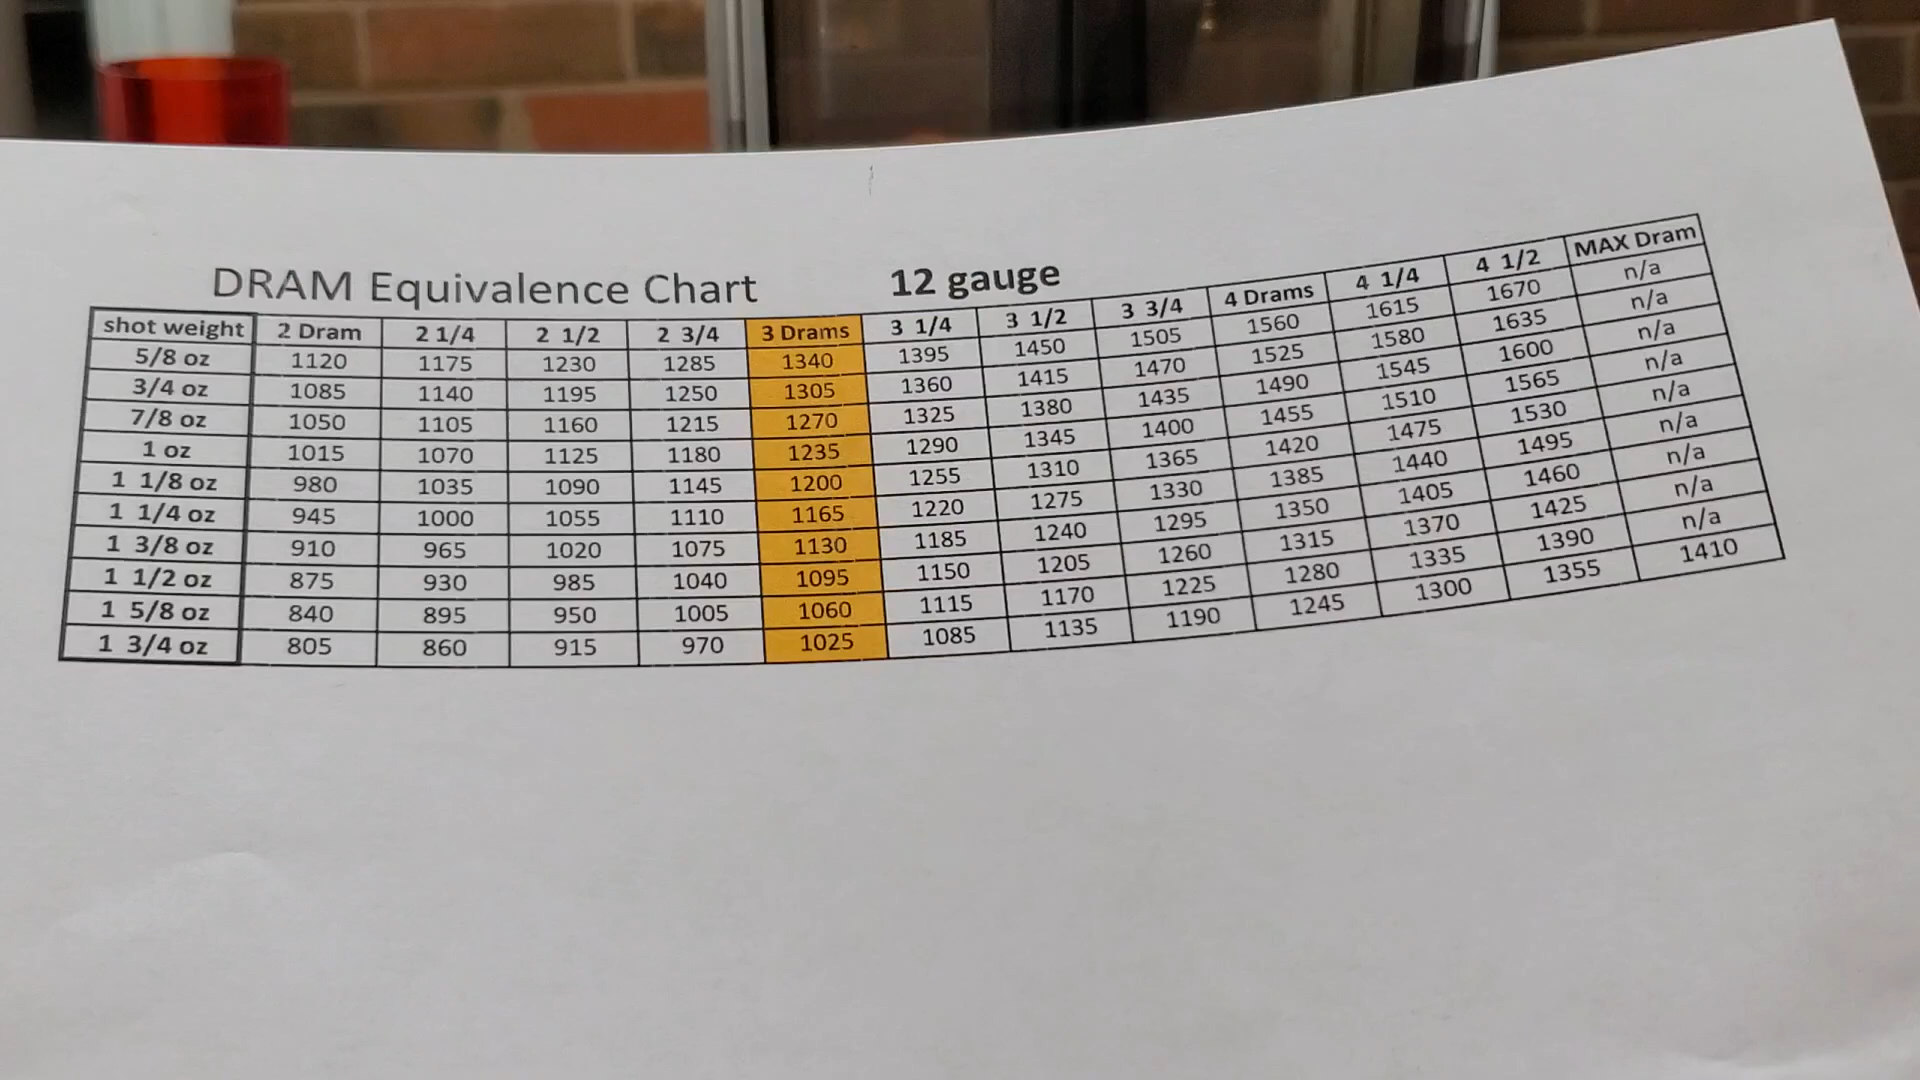 DRAM Equivalence Chart 12 gauge
shot weight 2 Dram 2 1/4 2 1/2 2 3/4 3 Drams 3 1/4 3 1/2 3 3/4 4 Drams 4 1/4 4 1/2 MAX Dram
5/8 oz 1120 1175 1230 1285 1340 1395 1450 1505 1560 1615 1670 n/a
3/4 oz 1085 1140 1195 1250 1305 1360 1415 1470 1525 1580 1635 n/a
7/8 oz 1050 1105 1160 1215 1270 1325 1380 1435 1490 1545 1600 n/a
1 oz 1015 1070 1125 1180 1235 1290 1345 1400 1455 1510 1565 n/a
1 1/8 oz 980 1035 1090 1145 1200 1255 1310 1365 1420 1475 1530 n/a
1 1/4 oz 945 1000 1055 1110 1165 1220 1275 1330 1385 1440 1495 n/a
1 3/8 oz 910 965 1020 1075 1130 1185 1240 1295 1350 1405 1460 n/a
1 1/2 oz 875 930 985 1040 1095 1150 1205 1260 1315 1370 1425 n/a
1 5/8 oz 840 895 950 1005 1060 1115 1170 1225 1280 1335 1390 n/a
1 3/4 oz 805 860 915 970 1025 1085 1135 1190 1245 1300 1355 1410